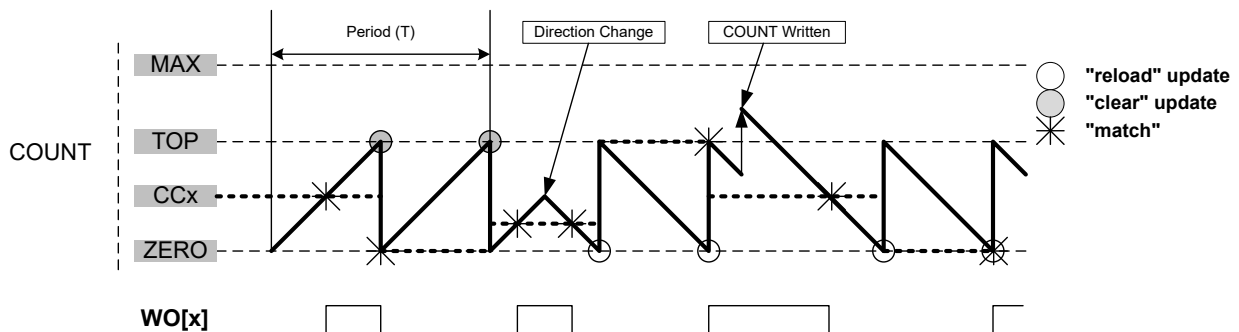 Period (T)
Direction Change
COUNT Written
MAX
"reload" update
"clear" update
TOP
"match"
COUNT
CCx
ZERO
WO[x]